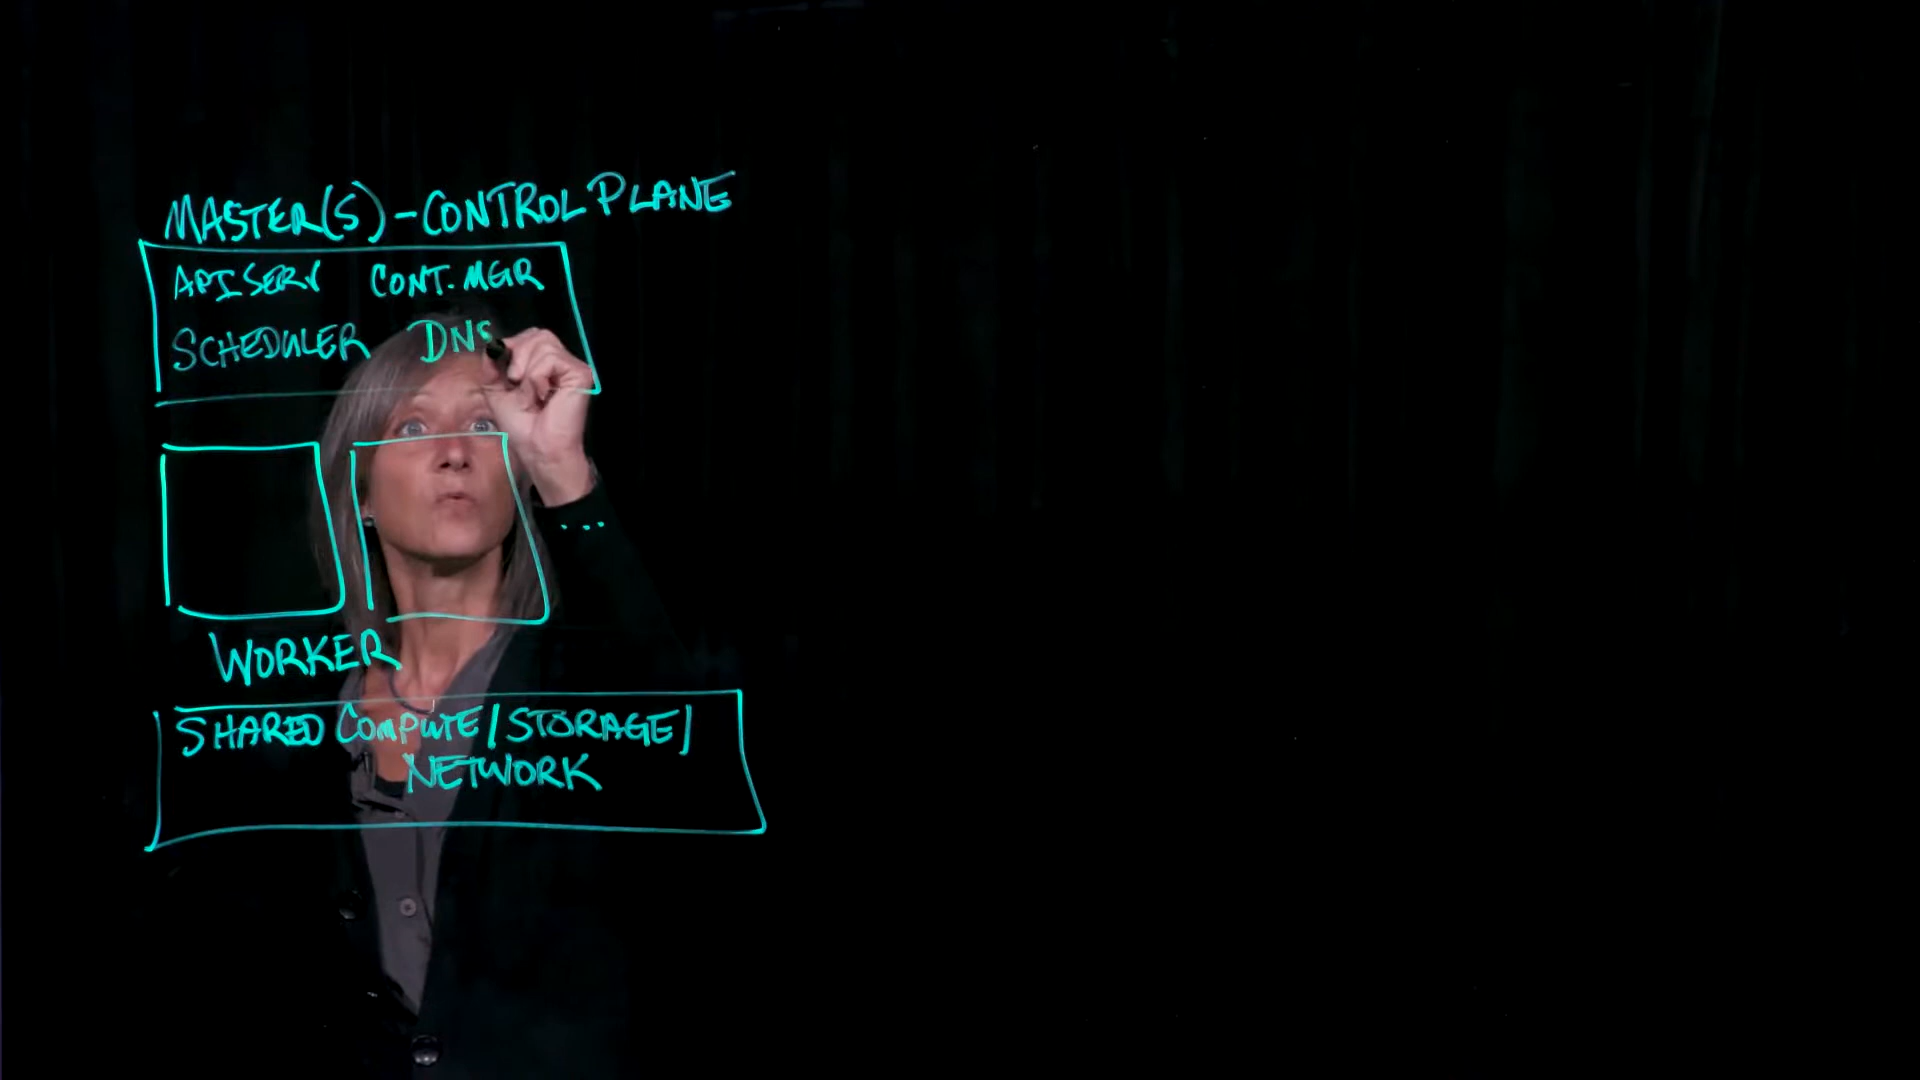 MASTER(S) - CONTROL PLANE
API SERV CONT. MGR
SCHEDULER DNS
...
WORKER
SHARED COMPUTE/STORAGE/
NETWORK